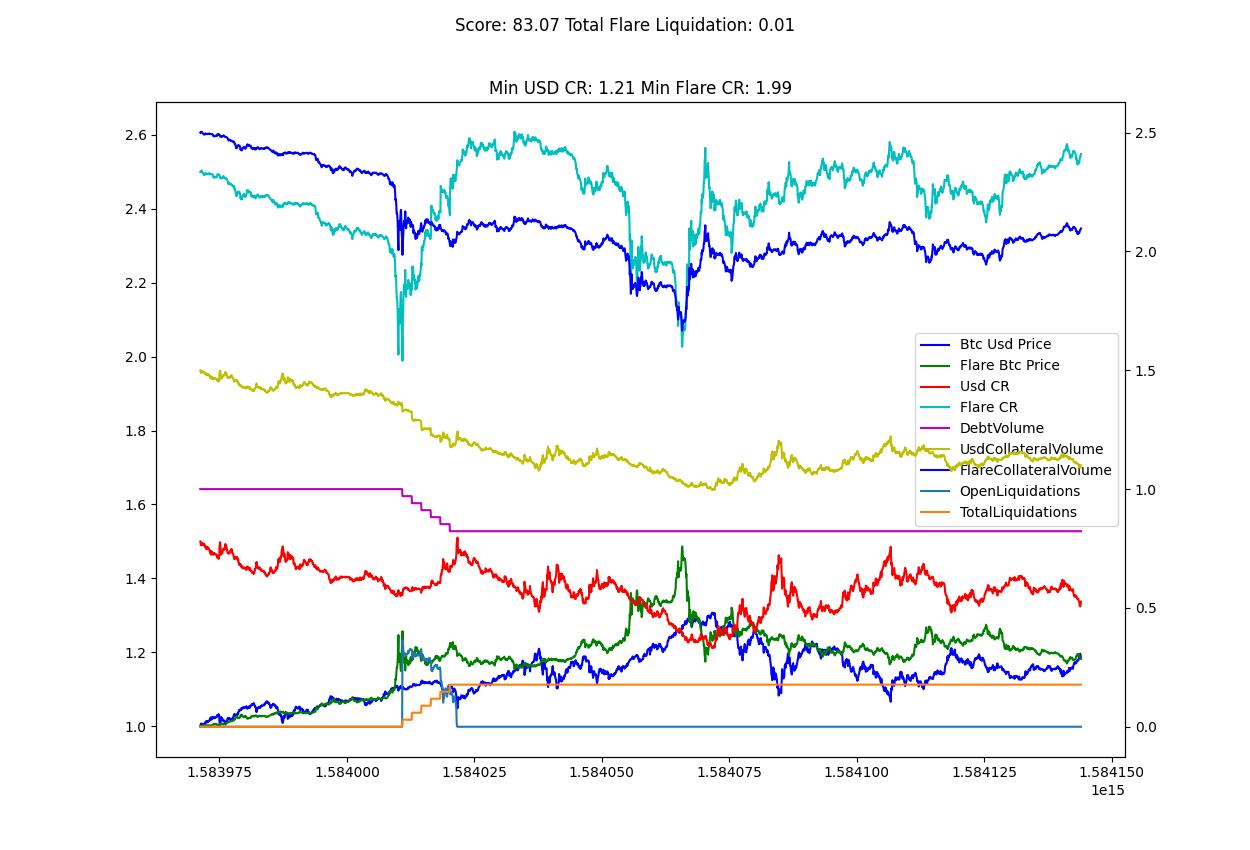 Score: 83.07 Total Flare Liquidation: 0.01
Min USD CR: 1.21 Min Flare CR: 1.99
2.6
2.4
2.2
2.0
1.8
1.6
1.4
1.2
1.0
2.5
2.0
1.5
1.0
0.5
0.0
Btc Usd Price
Flare Btc Price
Usd CR
Flare CR
DebtVolume
UsdCollateralVolume
FlareCollateralVolume
OpenLiquidations
TotalLiquidations
1.583975 1.584000 1.584025 1.584050 1.584075 1.584100 1.584125 1.584150
1e15